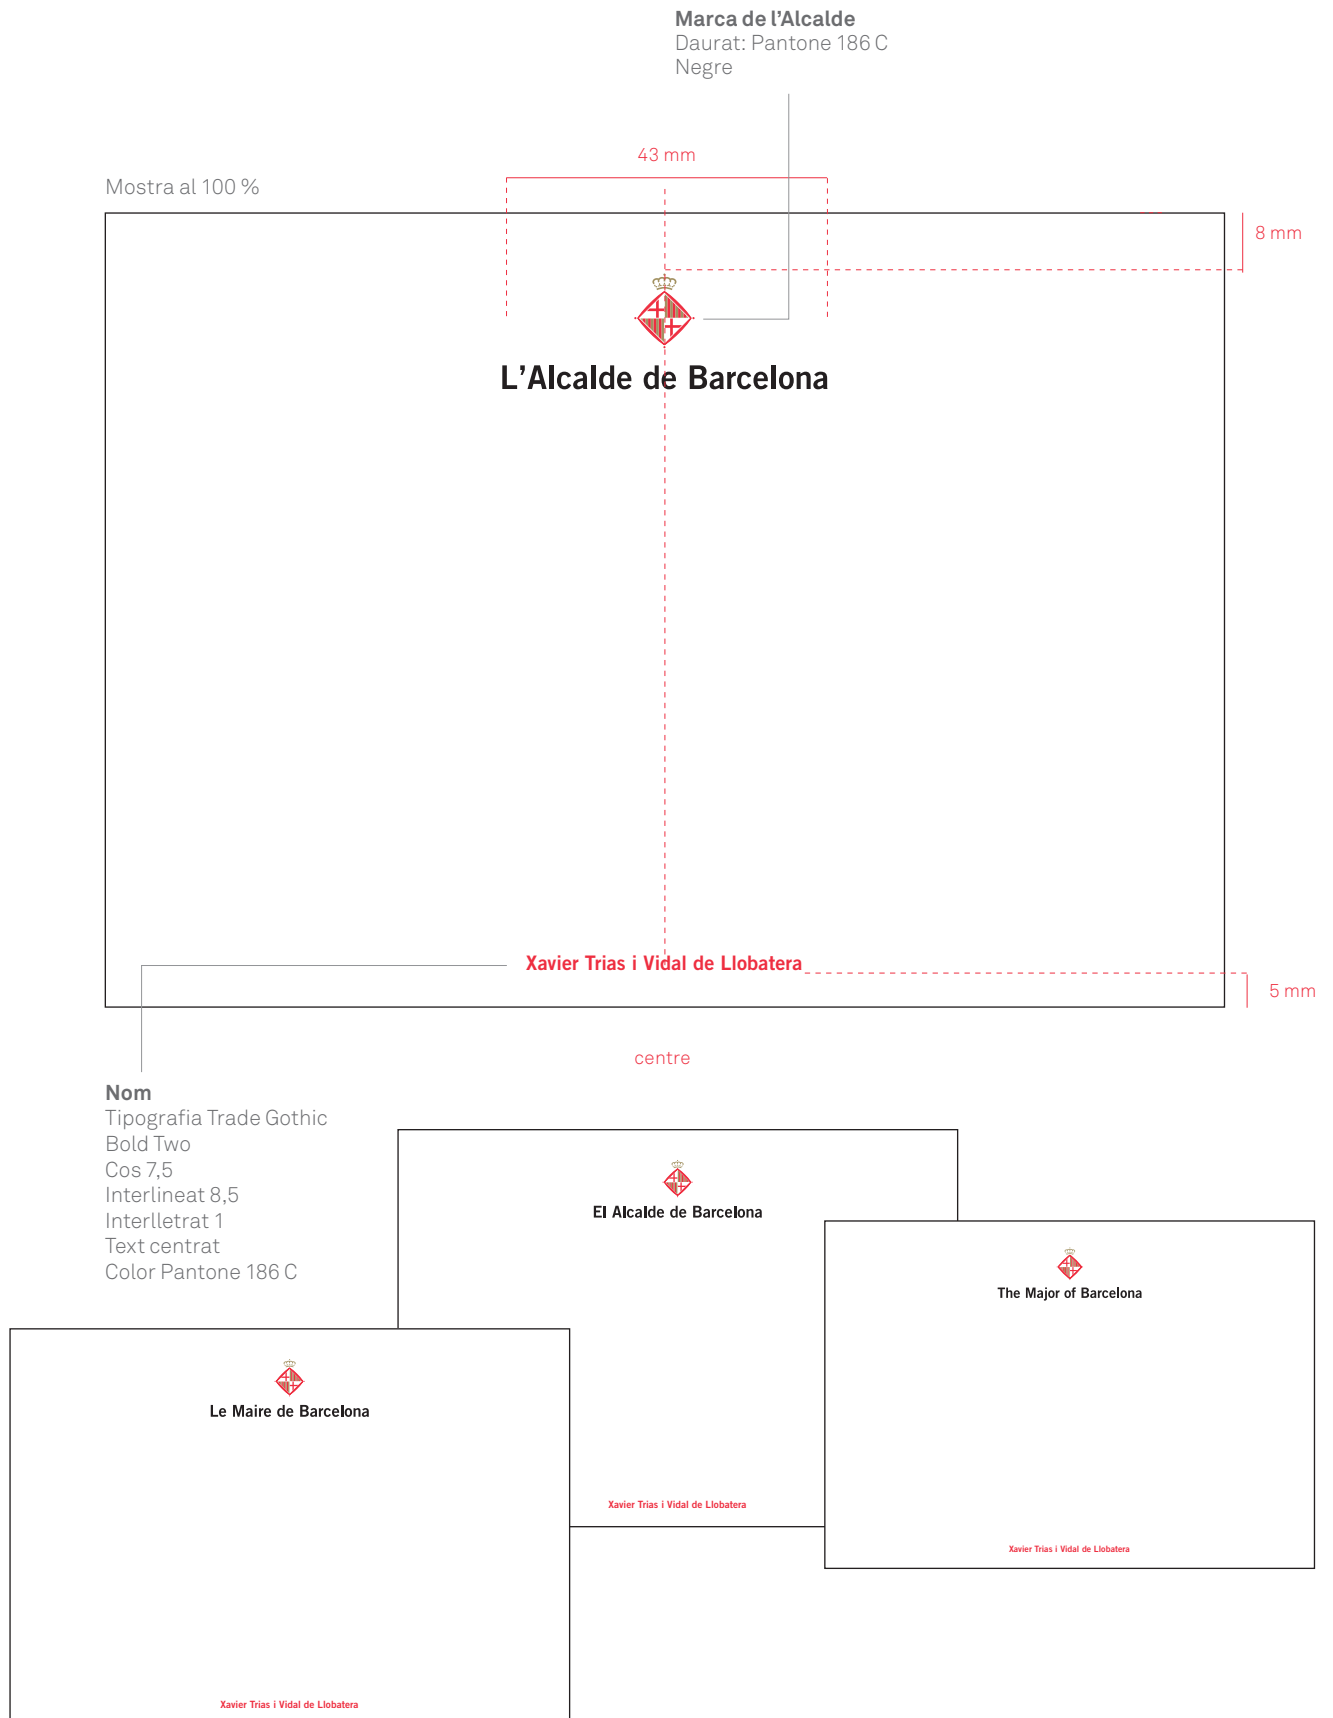 Marca de l'Alcalde
Daurat: Pantone 186 C
Negre
43 mm
Mostra al 100 %
8 mm
L'Alcalde de Barcelona
Xavier Trias i Vidal de Llobatera
5 mm
centre
Nom
Tipografia Trade Gothic
Bold Two
Cos 7,5
Interlineat 8,5
Interlletrat 1
Text centrat
Color Pantone 186 C
El Alcalde de Barcelona
Xavier Trias i Vidal de Llobatera
The Major of Barcelona
Xavier Trias i Vidal de Llobatera
Le Maire de Barcelona
Xavier Trias i Vidal de Llobatera